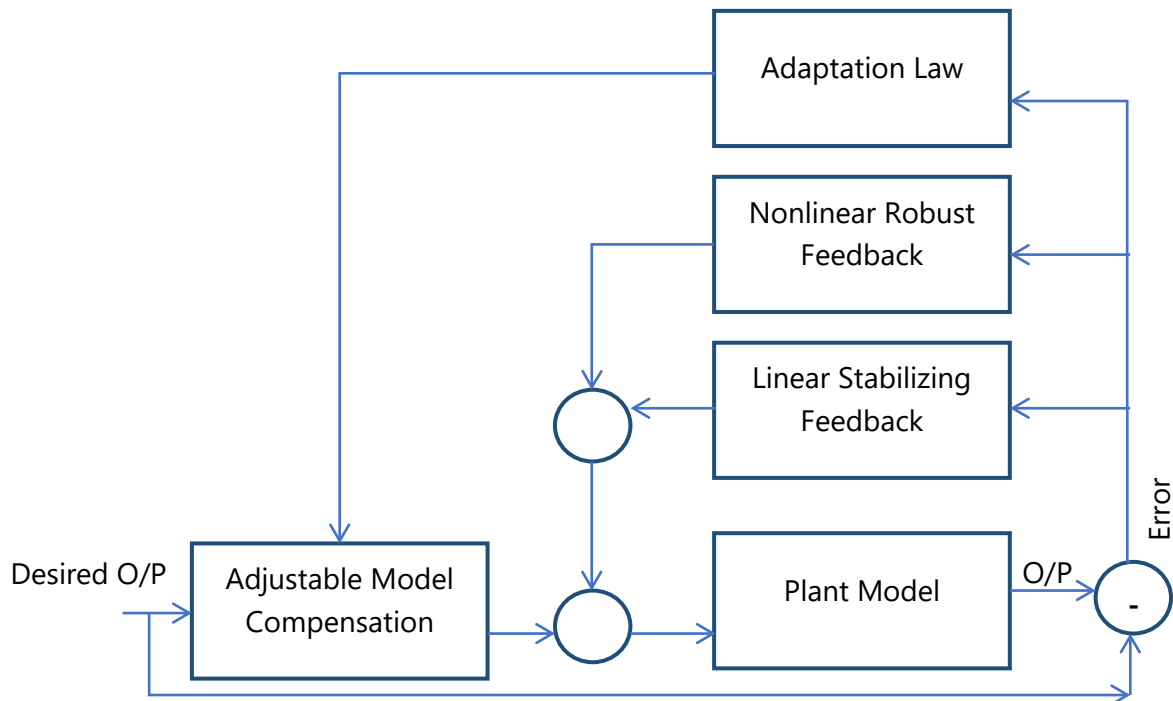 Adaptation Law
Nonlinear Robust
Feedback
Linear Stabilizing
Feedback
Error
Desired O/P
Adjustable Model
Compensation
Plant Model
O/P
-